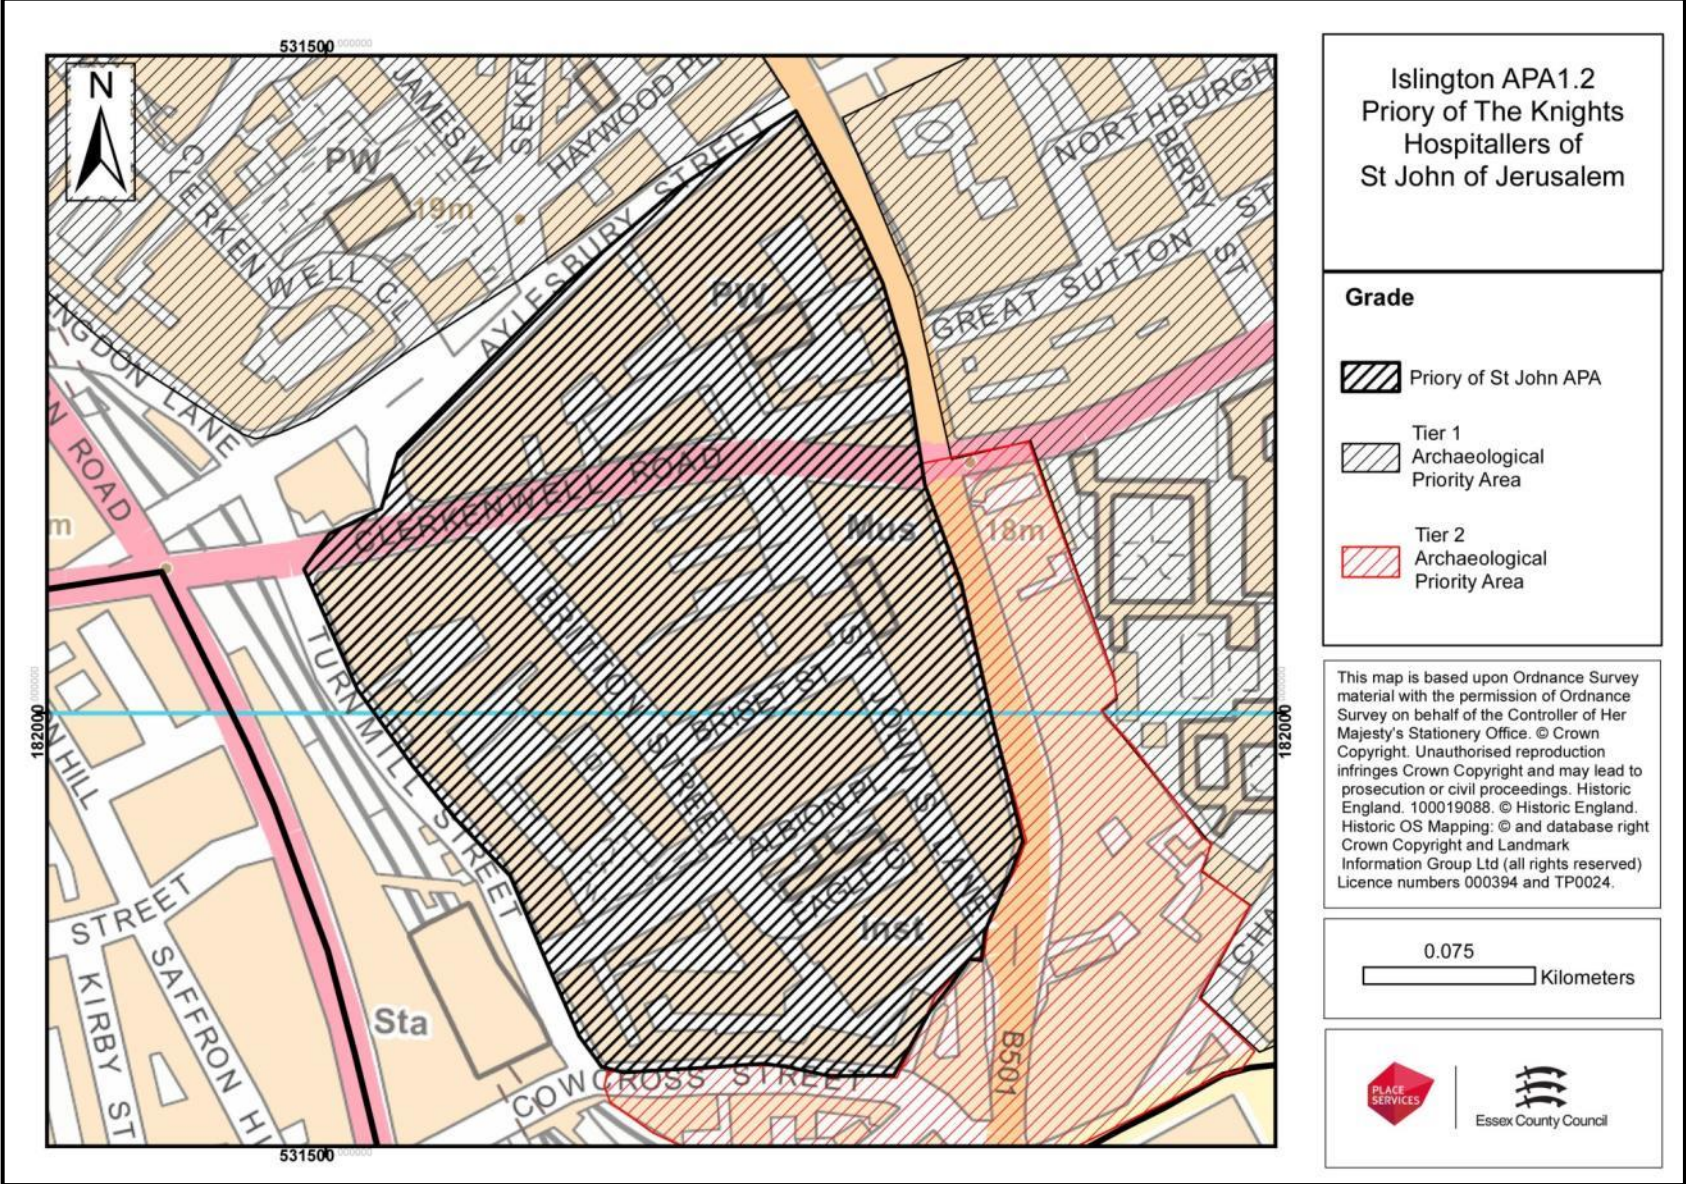 531500
N
JAMES W
SEKFO
HAYWOOD PL
NORTHBURGH
BERRY ST
ST
PW
19m
CLERKENWELL CL
AYLESBURY STREET
PW
GREAT SUTTON
NGDON LANE
N ROAD
m
CLERKENWELL ROAD
Mus
18m
BRITTON STREET
ST JOHN'S LANE
BRISET ST
TURNMILL STREET
182000
182000
N HILL
ALBION PL
EAGLE C
Inst
CHA
STREET
SAFFRON HI
KIRBY ST
Sta
COWCROSS STREET
B501
531500
Islington APA1.2
Priory of The Knights
Hospitallers of
St John of Jerusalem
Grade
Priory of St John APA
Tier 1
Archaeological
Priority Area
Tier 2
Archaeological
Priority Area
This map is based upon Ordnance Survey
material with the permission of Ordnance
Survey on behalf of the Controller of Her
Majesty's Stationery Office. © Crown
Copyright. Unauthorised reproduction
infringes Crown Copyright and may lead to
prosecution or civil proceedings. Historic
England. 100019088. © Historic England.
Historic OS Mapping: © and database right
Crown Copyright and Landmark
Information Group Ltd (all rights reserved)
Licence numbers 000394 and TP0024.
0.075
Kilometers
PLACE
SERVICES
Essex County Council